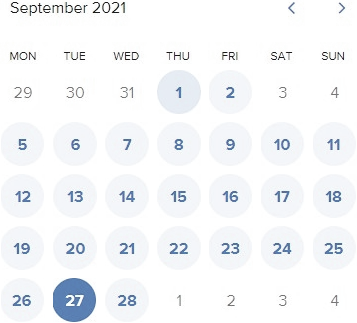 September 2021
MON TUE WED THU FRI SAT SUN
29 30 31 1 2 3 4
5 6 7 8 9 10 11
12 13 14 15 16 17 18
19 20 21 22 23 24 25
26 27 28 1 2 3 4